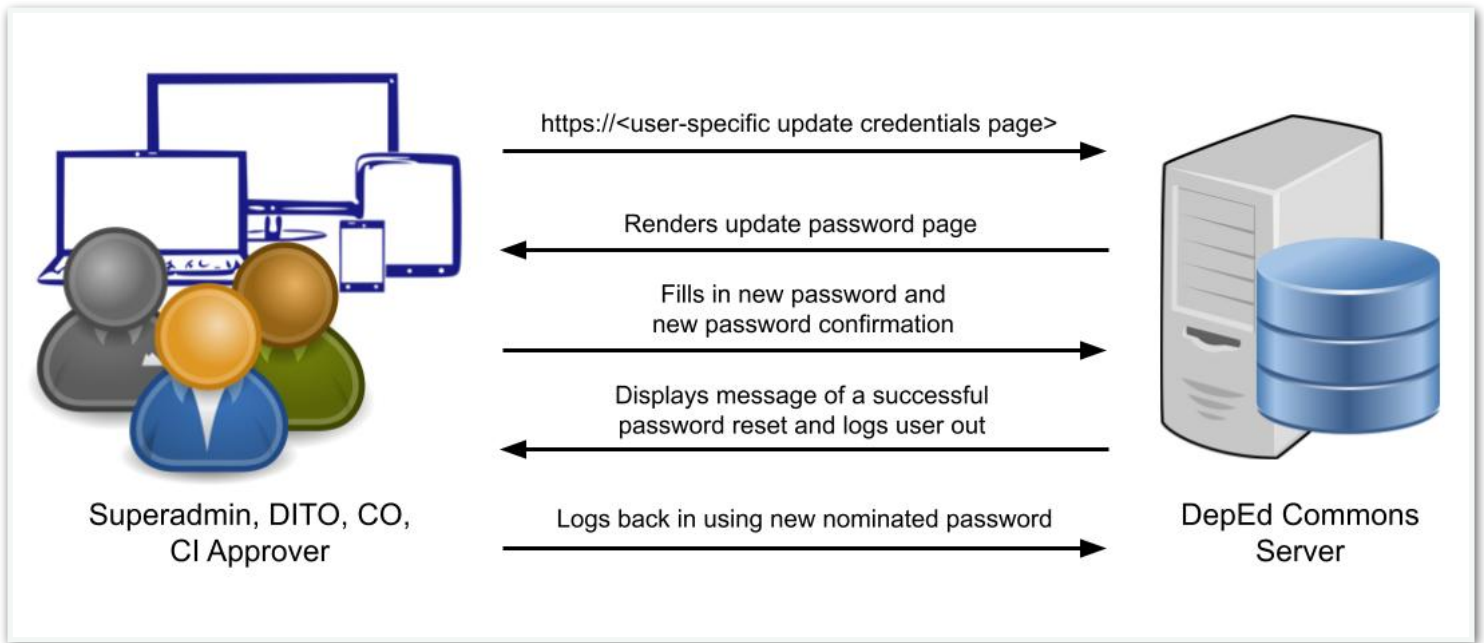 https://<user-specific update credentials page>
Renders update password page
Fills in new password and
new password confirmation
Displays message of a successful
password reset and logs user out
Logs back in using new nominated password
Superadmin, DITO, CO,
CI Approver
DepEd Commons
Server